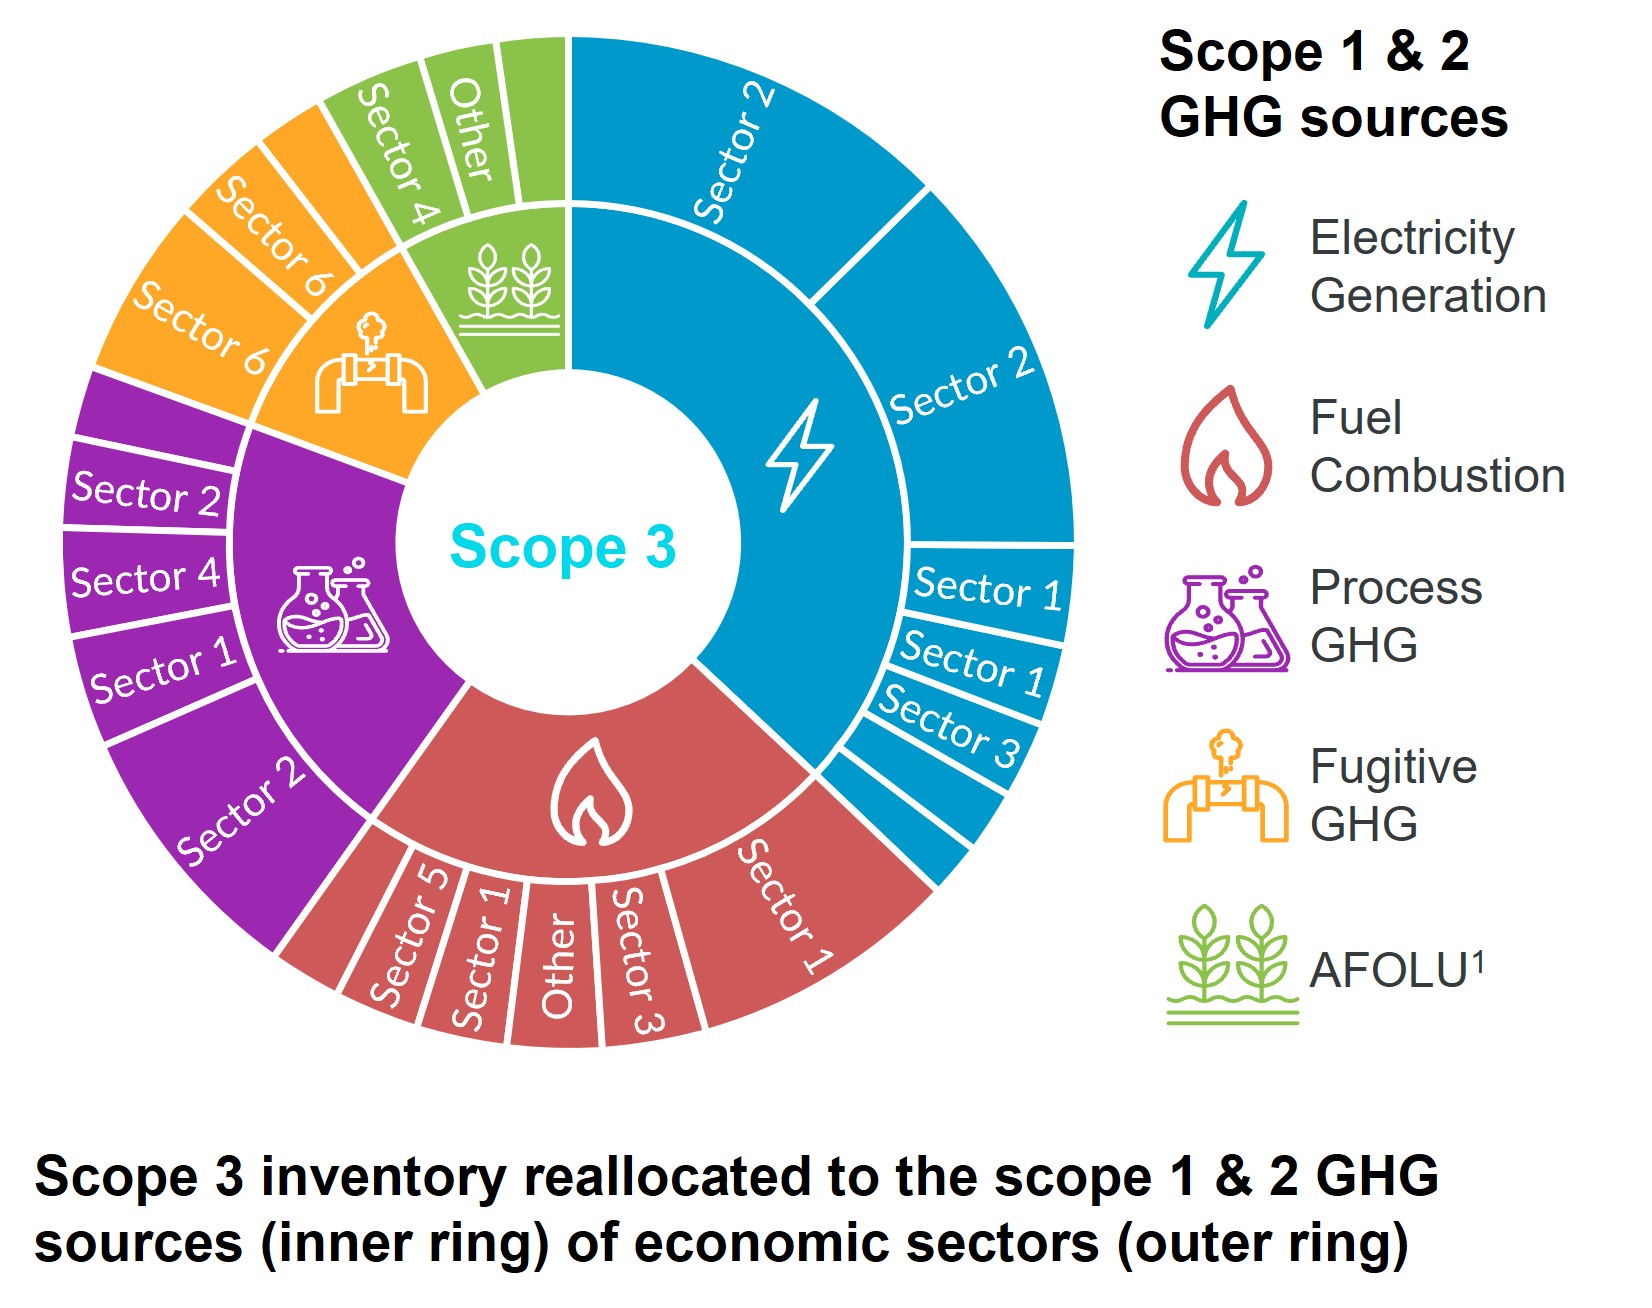 Scope 1 & 2
GHG sources
Electricity
Generation
Fuel
Combustion
Process
GHG
Fugitive
GHG
AFOLU¹
Scope 3
Sector 2
Sector 2
Sector 1
Sector 1
Sector 3
Sector 1
Sector 3
Other
Sector 1
Sector 5
Sector 2
Sector 1
Sector 4
Sector 2
Sector 6
Sector 6
Sector 4
Other
Scope 3 inventory reallocated to the scope 1 & 2 GHG
sources (inner ring) of economic sectors (outer ring)